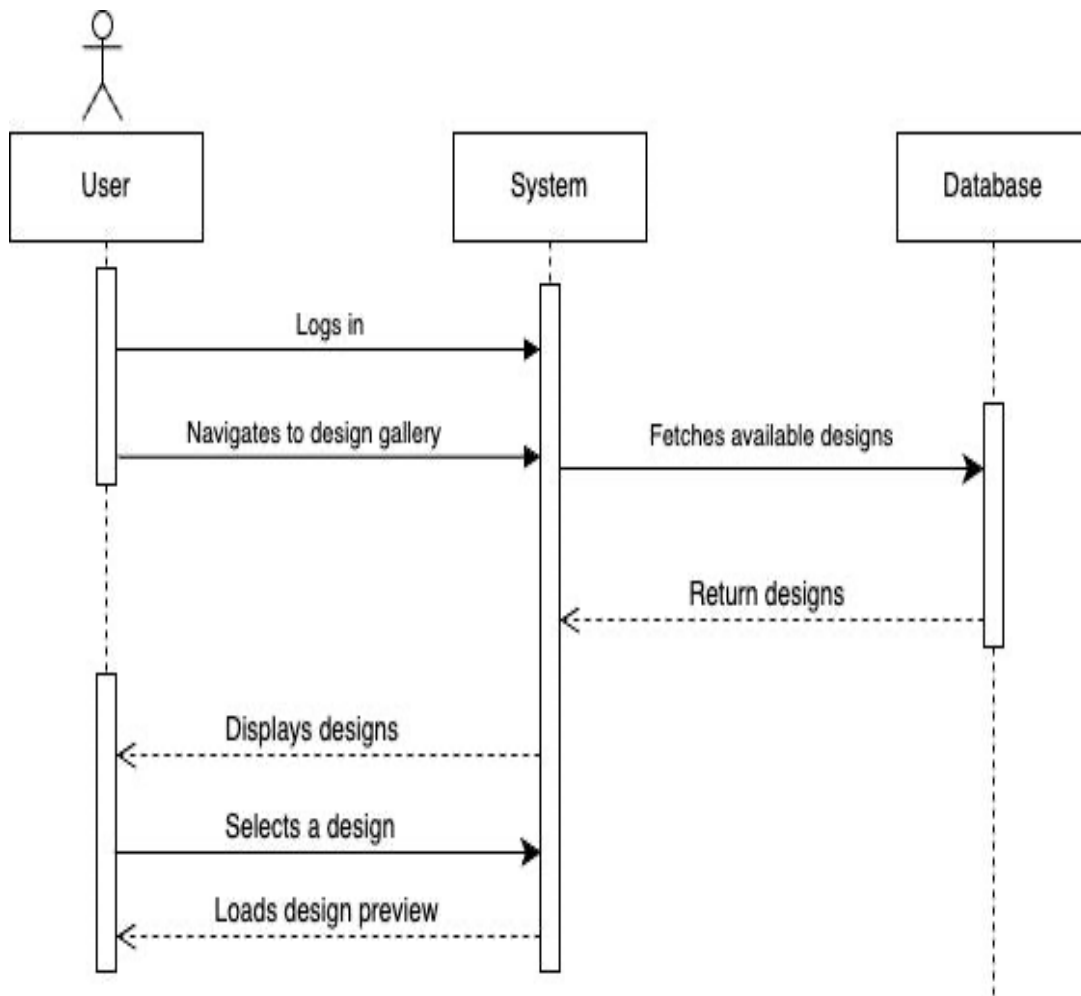 User
System
Database
Logs in
Navigates to design gallery
Fetches available designs
Return designs
Displays designs
Selects a design
Loads design preview